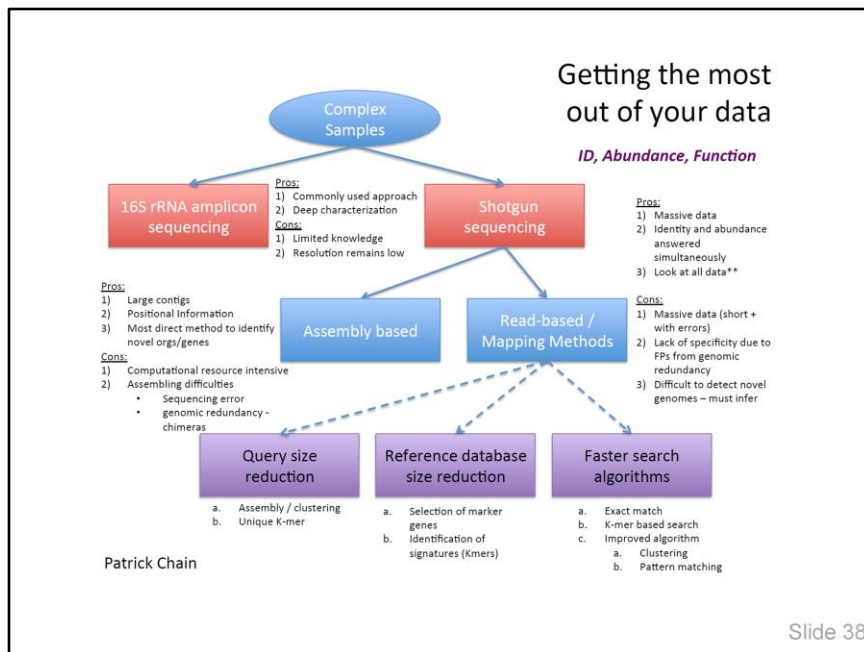 Getting the most
out of your data
ID, Abundance, Function
Complex
Samples
16S rRNA amplicon
sequencing
Pros:
1) Commonly used approach
2) Deep characterization
Cons:
1) Limited knowledge
2) Resolution remains low
Shotgun
sequencing
Pros:
1) Massive data
2) Identity and abundance
answered
simultaneously
3) Look at all data**
Cons:
1) Massive data (short +
with errors)
2) Lack of specificity due to
FPs from genomic
redundancy
3) Difficult to detect novel
genomes – must infer
Pros:
1) Large contigs
2) Positional Information
3) Most direct method to identify
novel orgs/genes
Cons:
1) Computational resource intensive
2) Assembling difficulties
• Sequencing error
• genomic redundancy -
chimeras
Assembly based
Read-based /
Mapping Methods
Query size
reduction
a. Assembly / clustering
b. Unique K-mer
Reference database
size reduction
a. Selection of marker
genes
b. Identification of
signatures (Kmers)
Faster search
algorithms
a. Exact match
b. K-mer based search
c. Improved algorithm
a. Clustering
b. Pattern matching
Patrick Chain
Slide 38